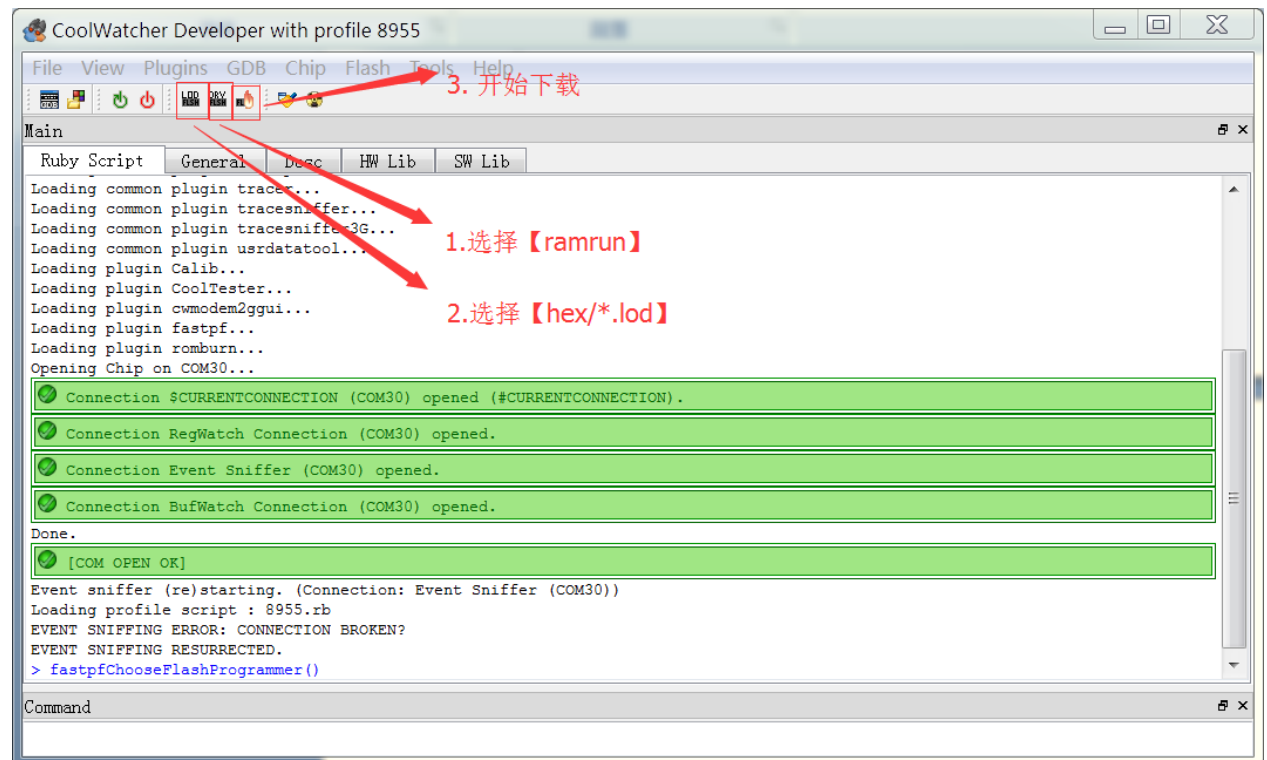 CoolWatcher Developer with profile 8955
File View Plugins GDB Chip Flash Tools Help
LOD FLSH DRV FLSH FL
3. 开始下载
Main
Ruby Script General Desc HW Lib SW Lib
Loading common plugin tracer...
Loading common plugin tracesniffer...
Loading common plugin tracesniffer3G...
Loading common plugin usrdatatool...
1.选择【ramrun】
Loading plugin Calib...
Loading plugin CoolTester...
Loading plugin cwmodem2ggui...
2.选择【hex/*.lod】
Loading plugin fastpf...
Loading plugin romburn...
Opening Chip on COM30...
Connection $CURRENTCONNECTION (COM30) opened (#CURRENTCONNECTION).
Connection RegWatch Connection (COM30) opened.
Connection Event Sniffer (COM30) opened.
Connection BufWatch Connection (COM30) opened.
Done.
[COM OPEN OK]
Event sniffer (re)starting. (Connection: Event Sniffer (COM30))
Loading profile script : 8955.rb
EVENT SNIFFING ERROR: CONNECTION BROKEN?
EVENT SNIFFING RESURRECTED.
> fastpfChooseFlashProgrammer()
Command